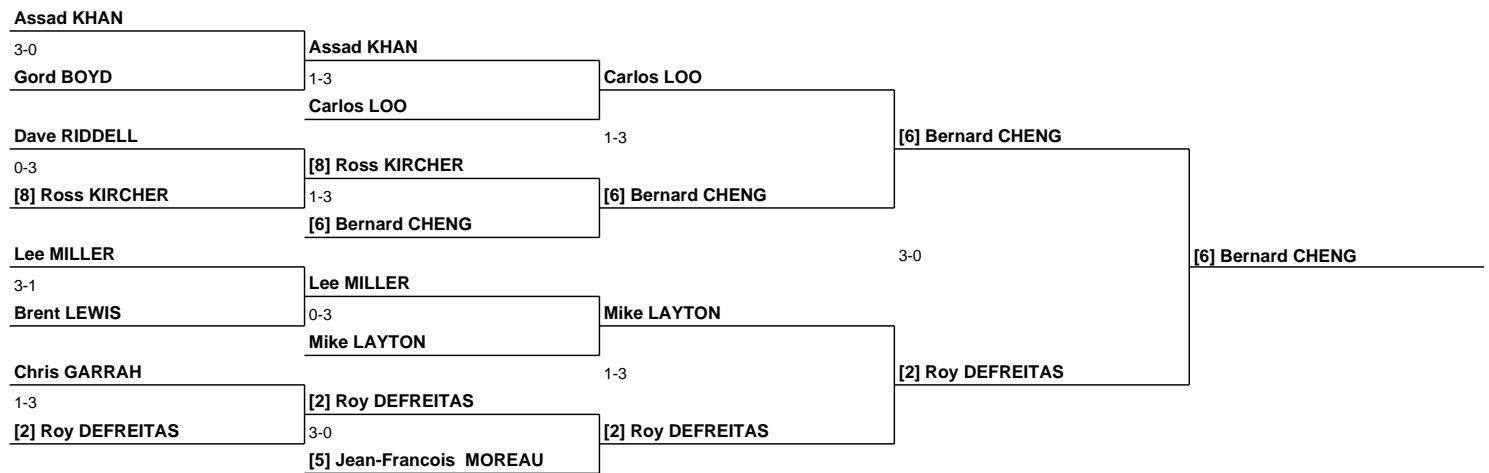 Assad KHAN
3-0
Assad KHAN
Gord BOYD
1-3
Carlos LOO
Carlos LOO
Dave RIDDELL
1-3
[6] Bernard CHENG
0-3
[8] Ross KIRCHER
[8] Ross KIRCHER
1-3
[6] Bernard CHENG
[6] Bernard CHENG
Lee MILLER
3-0
[6] Bernard CHENG
3-1
Lee MILLER
Brent LEWIS
0-3
Mike LAYTON
Mike LAYTON
Chris GARRAH
1-3
[2] Roy DEFREITAS
1-3
[2] Roy DEFREITAS
[2] Roy DEFREITAS
3-0
[2] Roy DEFREITAS
[5] Jean-Francois  MOREAU